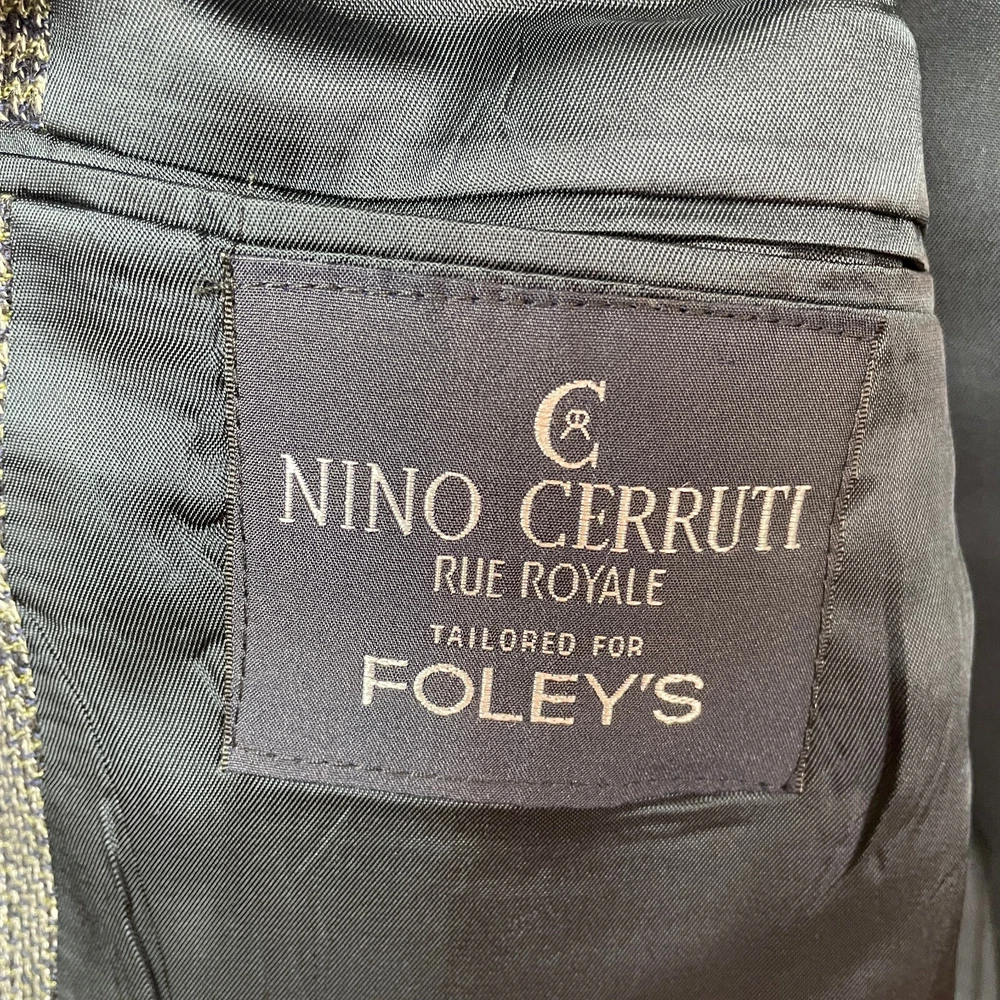 C
NINO CERRUTI
RUE ROYALE
TAILORED FOR
FOLEY'S